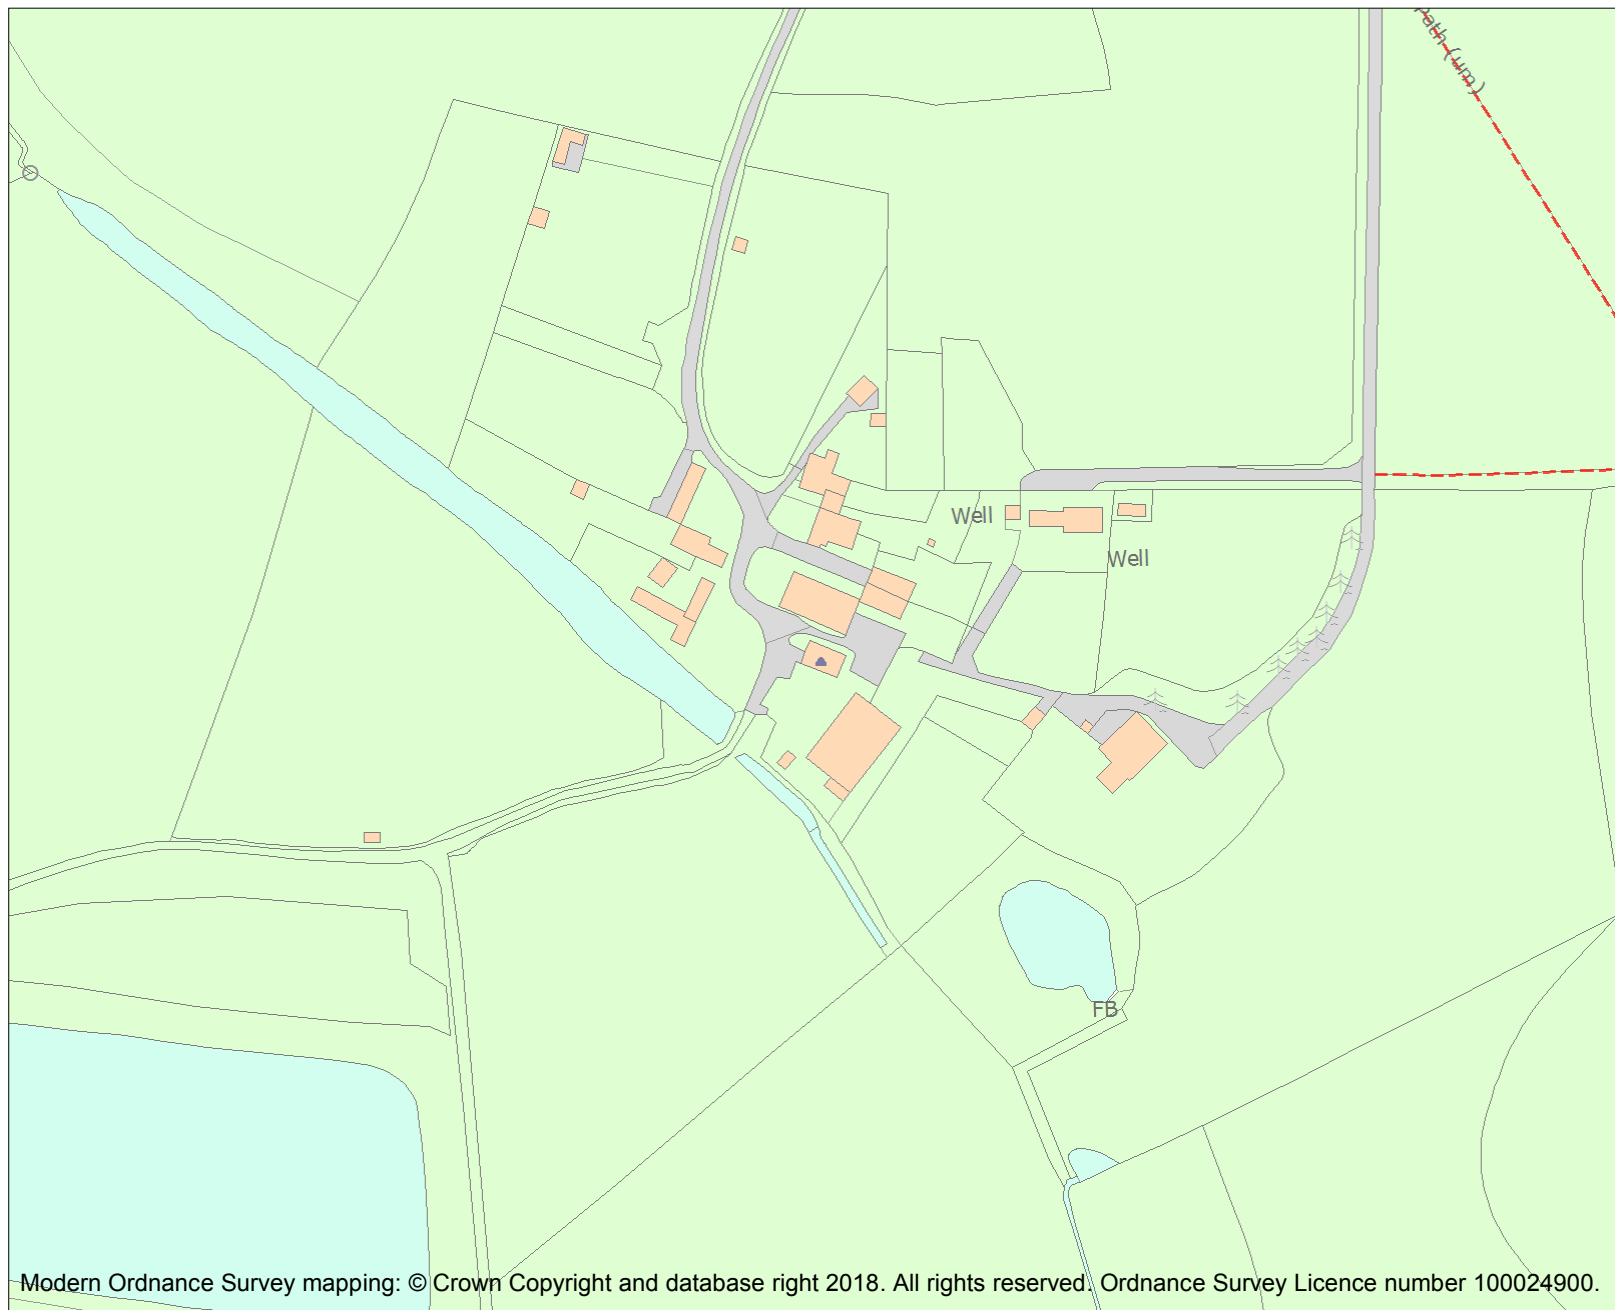 Path (um)
Well
Well
FB
Modern Ordnance Survey mapping: © Crown Copyright and database right 2018. All rights reserved. Ordnance Survey Licence number 100024900.